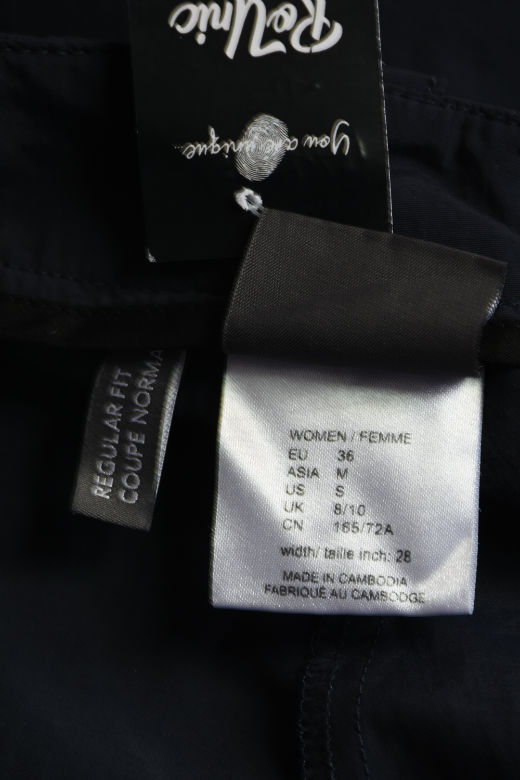 ReUnic
You are unique
REGULAR FIT
COUPE NORMA
WOMEN / FEMME
EU 36
ASIA M
US S
UK 8/10
CN 165/72A
width/ taille inch: 28
MADE IN CAMBODIA
FABRIQUÉ AU CAMBODGE